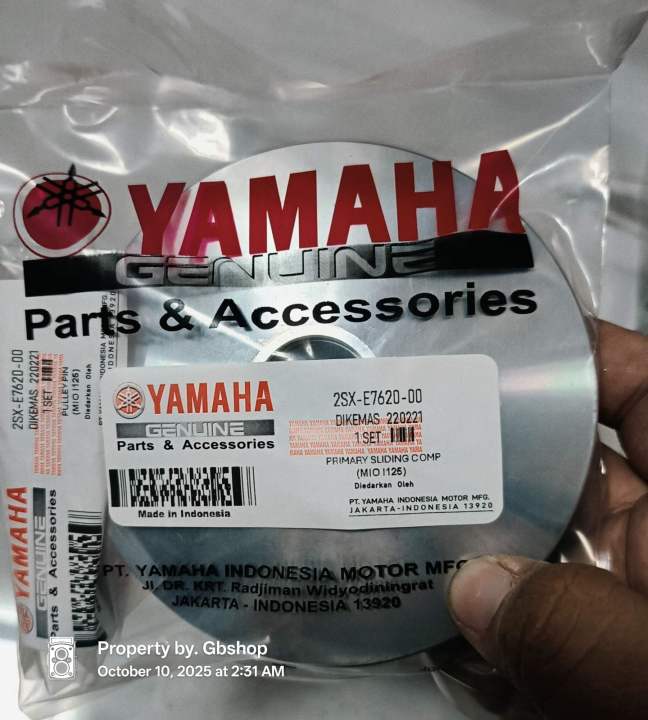 YAMAHA
GENUINE
Parts & Accessories
YAMAHA
GENUINE
Parts & Accessories
Made in Indonesia
2SX-E7620-00
DIKEMAS 220221
1 SET
PRIMARY SLIDING COMP
(MIO I125)
Diedarkan Oleh
PT. YAMAHA INDONESIA MOTOR MFG.
JAKARTA-INDONESIA 13920
2SX-E7620-00
DIKEMAS 220221
1 SET
PULLEY PIN
(MIO I125)
Diedarkan Oleh
YAMAHA
GENUINE
Parts & Accessories
PT. YAMAHA INDONESIA MOTOR MFG
Jl. DR. KRT. Radjiman Widyodiningrat
JAKARTA - INDONESIA 13920
Property by. Gbshop
October 10, 2025 at 2:31 AM